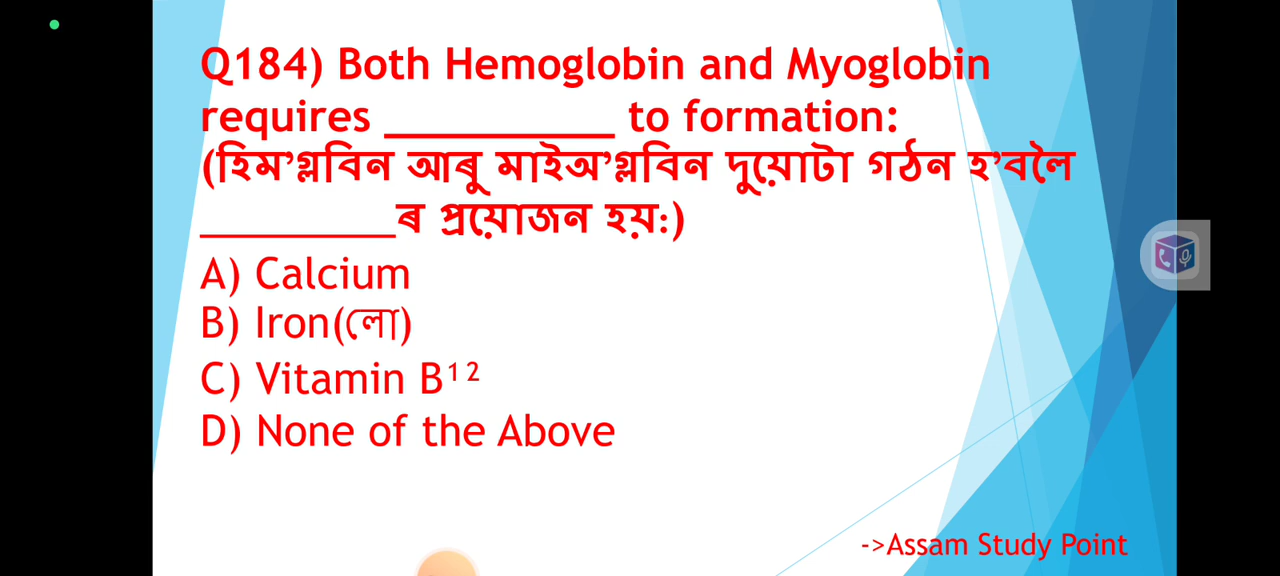 Q184) Both Hemoglobin and Myoglobin
requires __________ to formation:
(হিম’গ্লবিন আৰু মাইঅ’গ্লবিন দুয়োটা গঠন হ’বলৈ
_________ৰ প্ৰয়োজন হয়:)
A) Calcium
B) Iron(লো)
C) Vitamin B¹²
D) None of the Above
->Assam Study Point